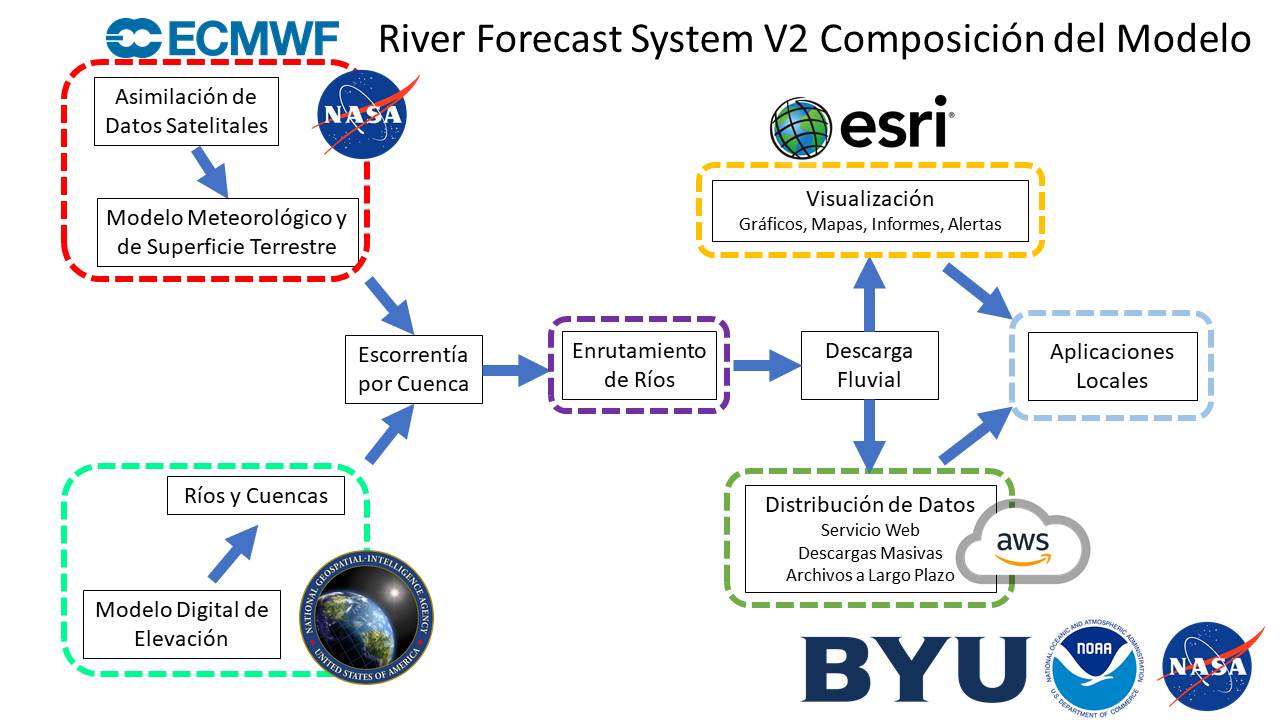 ECMWF
River Forecast System V2 Composición del Modelo
Asimilación de
Datos Satelitales
NASA
Modelo Meteorológico y
de Superficie Terrestre
esri
Visualización
Gráficos, Mapas, Informes, Alertas
Escorrentía
por Cuenca
Enrutamiento
de Ríos
Descarga
Fluvial
Aplicaciones
Locales
Ríos y Cuencas
Modelo Digital de
Elevación
NATIONAL GEOSPATIAL-INTELLIGENCE AGENCY
UNITED STATES OF AMERICA
Distribución de Datos
Servicio Web
Descargas Masivas
Archivos a Largo Plazo
aws
BYU
NATIONAL OCEANIC AND ATMOSPHERIC ADMINISTRATION
NOAA
U.S. DEPARTMENT OF COMMERCE
NASA